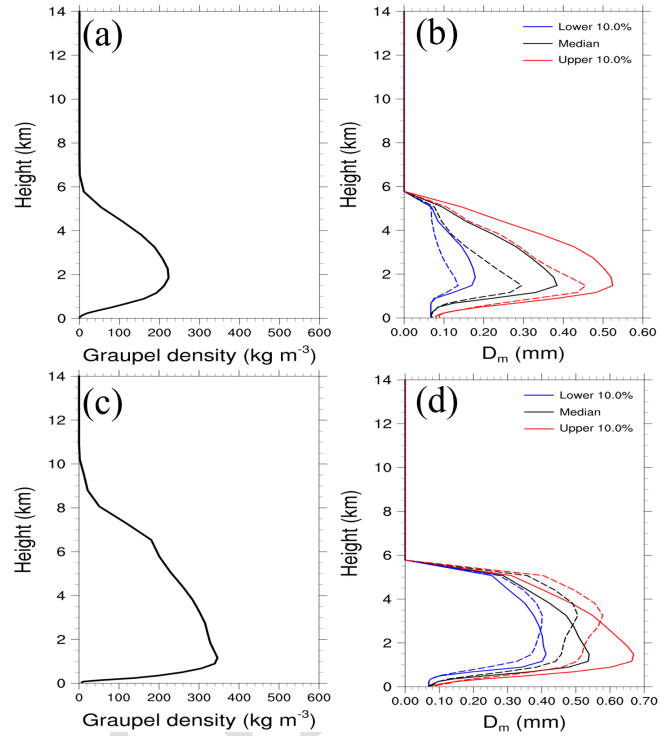 (a)
14
12
10
8
6
4
2
0
Height (km)
0 100 200 300 400 500 600
Graupel density (kg m-3)
(b)
Lower 10.0%
Median
Upper 10.0%
14
12
10
8
6
4
2
0
Height (km)
0.00 0.10 0.20 0.30 0.40 0.50 0.60
Dm (mm)
(c)
14
12
10
8
6
4
2
0
Height (km)
0 100 200 300 400 500 600
Graupel density (kg m-3)
(d)
Lower 10.0%
Median
Upper 10.0%
14
12
10
8
6
4
2
0
Height (km)
0.00 0.10 0.20 0.30 0.40 0.50 0.60 0.70
Dm (mm)